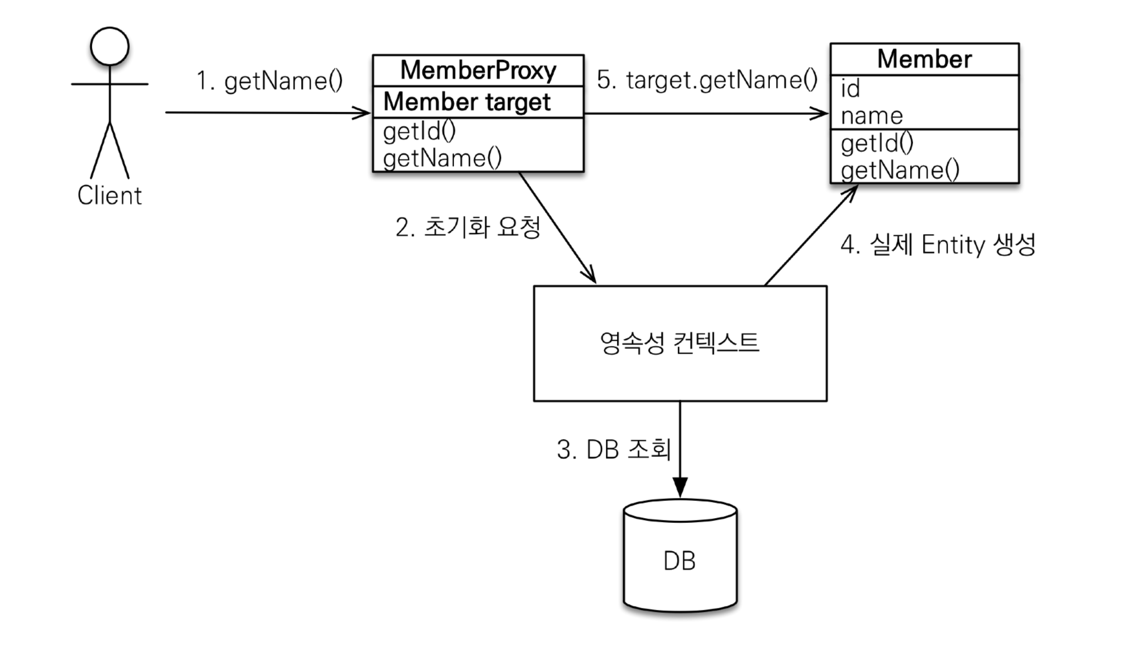 1. getName()
MemberProxy
Member target
getId()
getName()
5. target.getName()
Member
id
name
getId()
getName()
Client
2. 초기화 요청
4. 실제 Entity 생성
영속성 컨텍스트
3. DB 조회
DB